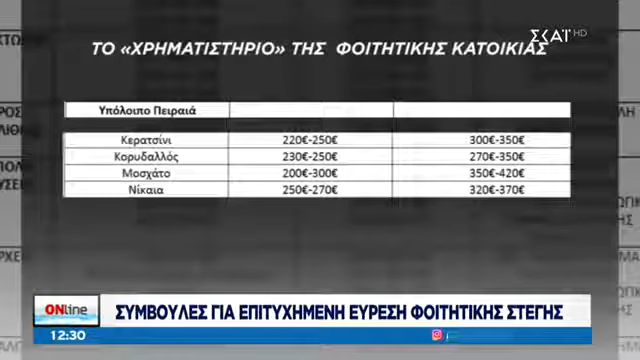 ΣΚΑΪ HD
ΤΟ «ΧΡΗΜΑΤΙΣΤΗΡΙΟ» ΤΗΣ ΦΟΙΤΗΤΙΚΗΣ ΚΑΤΟΙΚΙΑΣ
Υπόλοιπο Πειραιά
Κερατσίνι 220€-250€ 300€-350€
Κορυδαλλός 230€-250€ 270€-350€
Μοσχάτο 200€-300€ 350€-420€
Νίκαια 250€-270€ 320€-370€
ONline ΣΥΜΒΟΥΛΕΣ ΓΙΑ ΕΠΙΤΥΧΗΜΕΝΗ ΕΥΡΕΣΗ ΦΟΙΤΗΤΙΚΗΣ ΣΤΕΓΗΣ
12:30